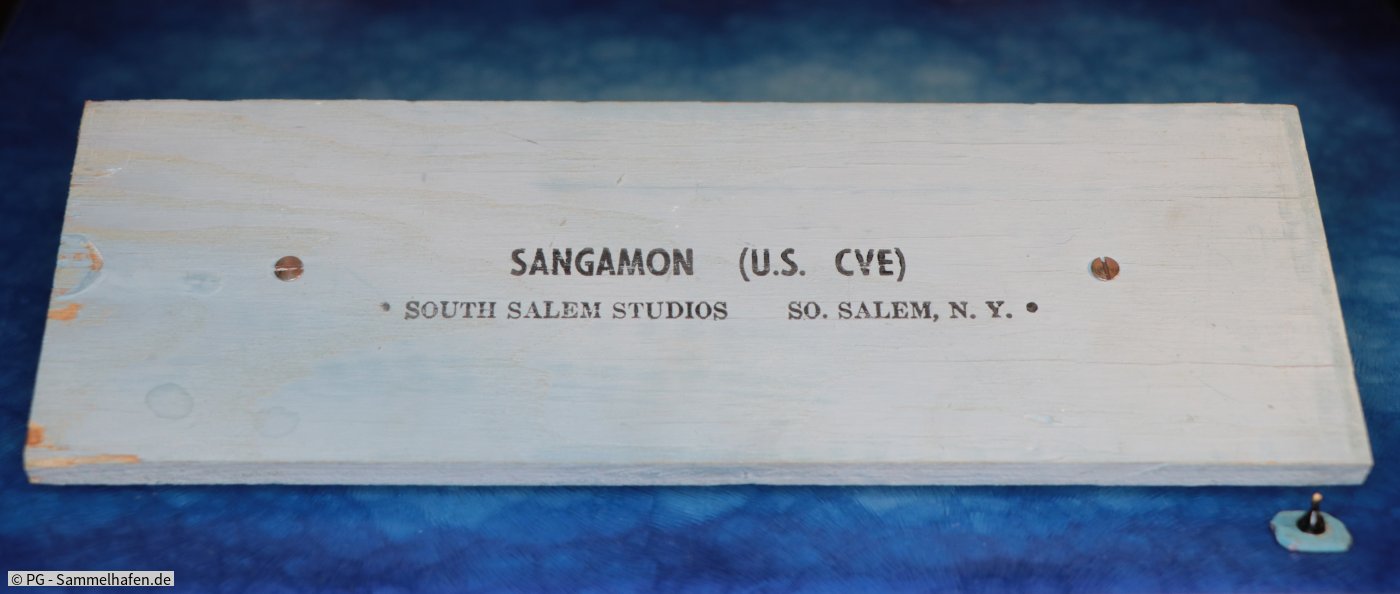 SANGAMON (U.S. CVE)
• SOUTH SALEM STUDIOS SO. SALEM, N. Y. •
© PG - Sammelhafen.de